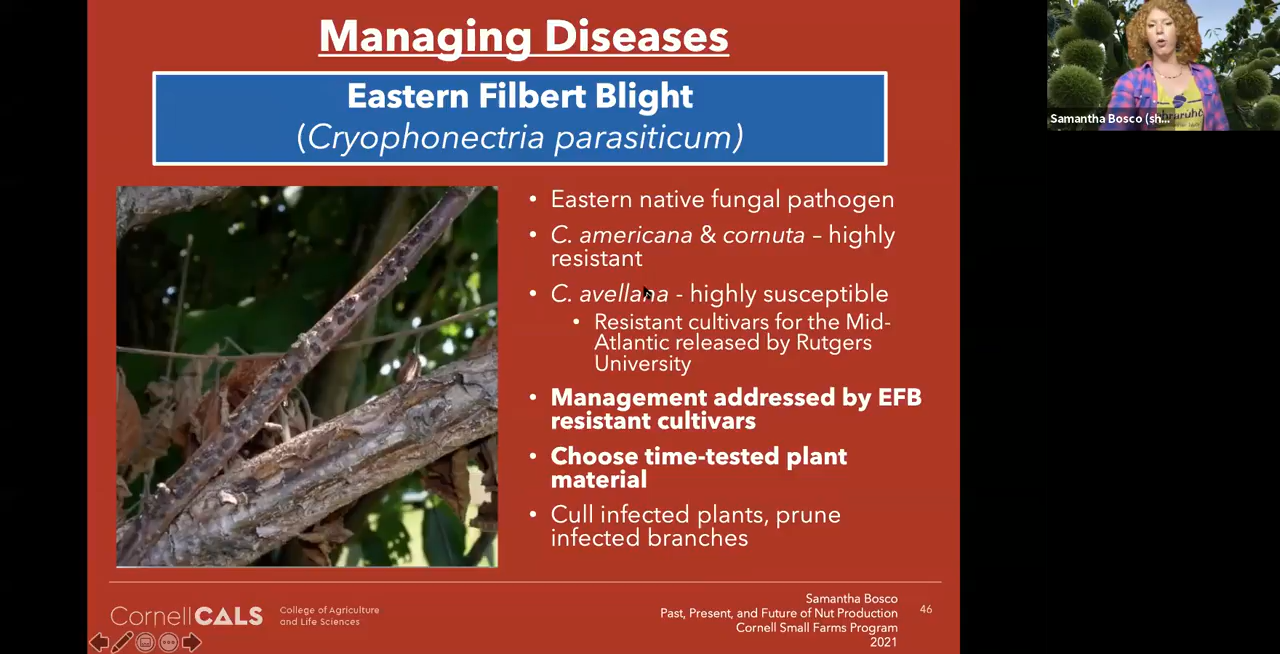 Managing Diseases
Eastern Filbert Blight
(Cryophonectria parasiticum)
• Eastern native fungal pathogen
• C. americana & cornuta – highly
resistant
• C. avellana - highly susceptible
• Resistant cultivars for the Mid-
Atlantic released by Rutgers
University
• Management addressed by EFB
resistant cultivars
• Choose time-tested plant
material
• Cull infected plants, prune
infected branches
CornellCALS
College of Agriculture
and Life Sciences
Samantha Bosco
Past, Present, and Future of Nut Production
Cornell Small Farms Program
2021
46
Samantha Bosco (sh...